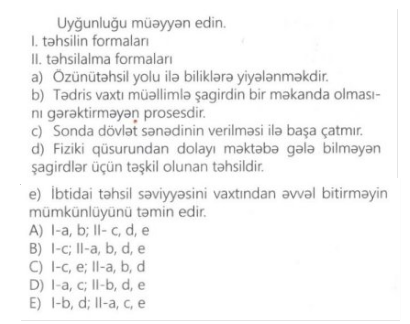 Uyğunluğu müəyyən edin.
I. təhsilin formaları
II. təhsilalma formaları
a) Özünütəhsil yolu ilə biliklərə yiyələnməkdir.
b) Tədris vaxtı müəllimlə şagirdin bir məkanda olması-
nı gərəktirməyən prosesdir.
c) Sonda dövlət sənədinin verilməsi ilə başa çatmır.
d) Fiziki qüsurundan dolayı məktəbə gələ bilməyən
şagirdlər üçün təşkil olunan təhsildir.
e) İbtidai təhsil səviyyəsini vaxtından əvvəl bitirməyin
mümkünlüyünü təmin edir.
A) I-a, b; II- c, d, e
B) I-c; II-a, b, d, e
C) I-c, e; II-a, b, d
D) I-a, c; II-b, d, e
E) I-b, d; II-a, c, e